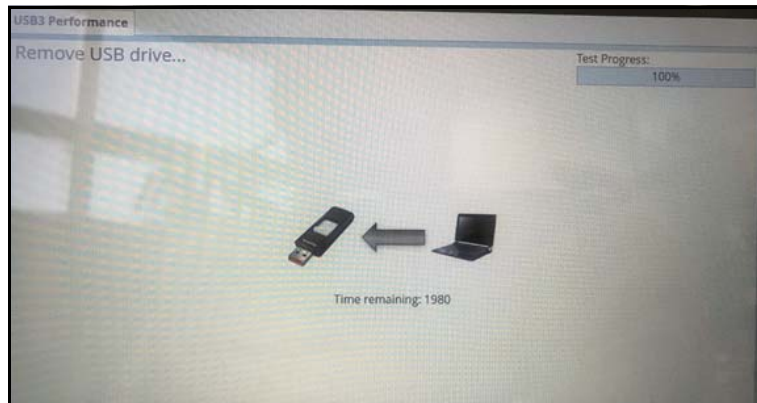 USB3 Performance
Remove USB drive...
Test Progress:
100%
Time remaining: 1980